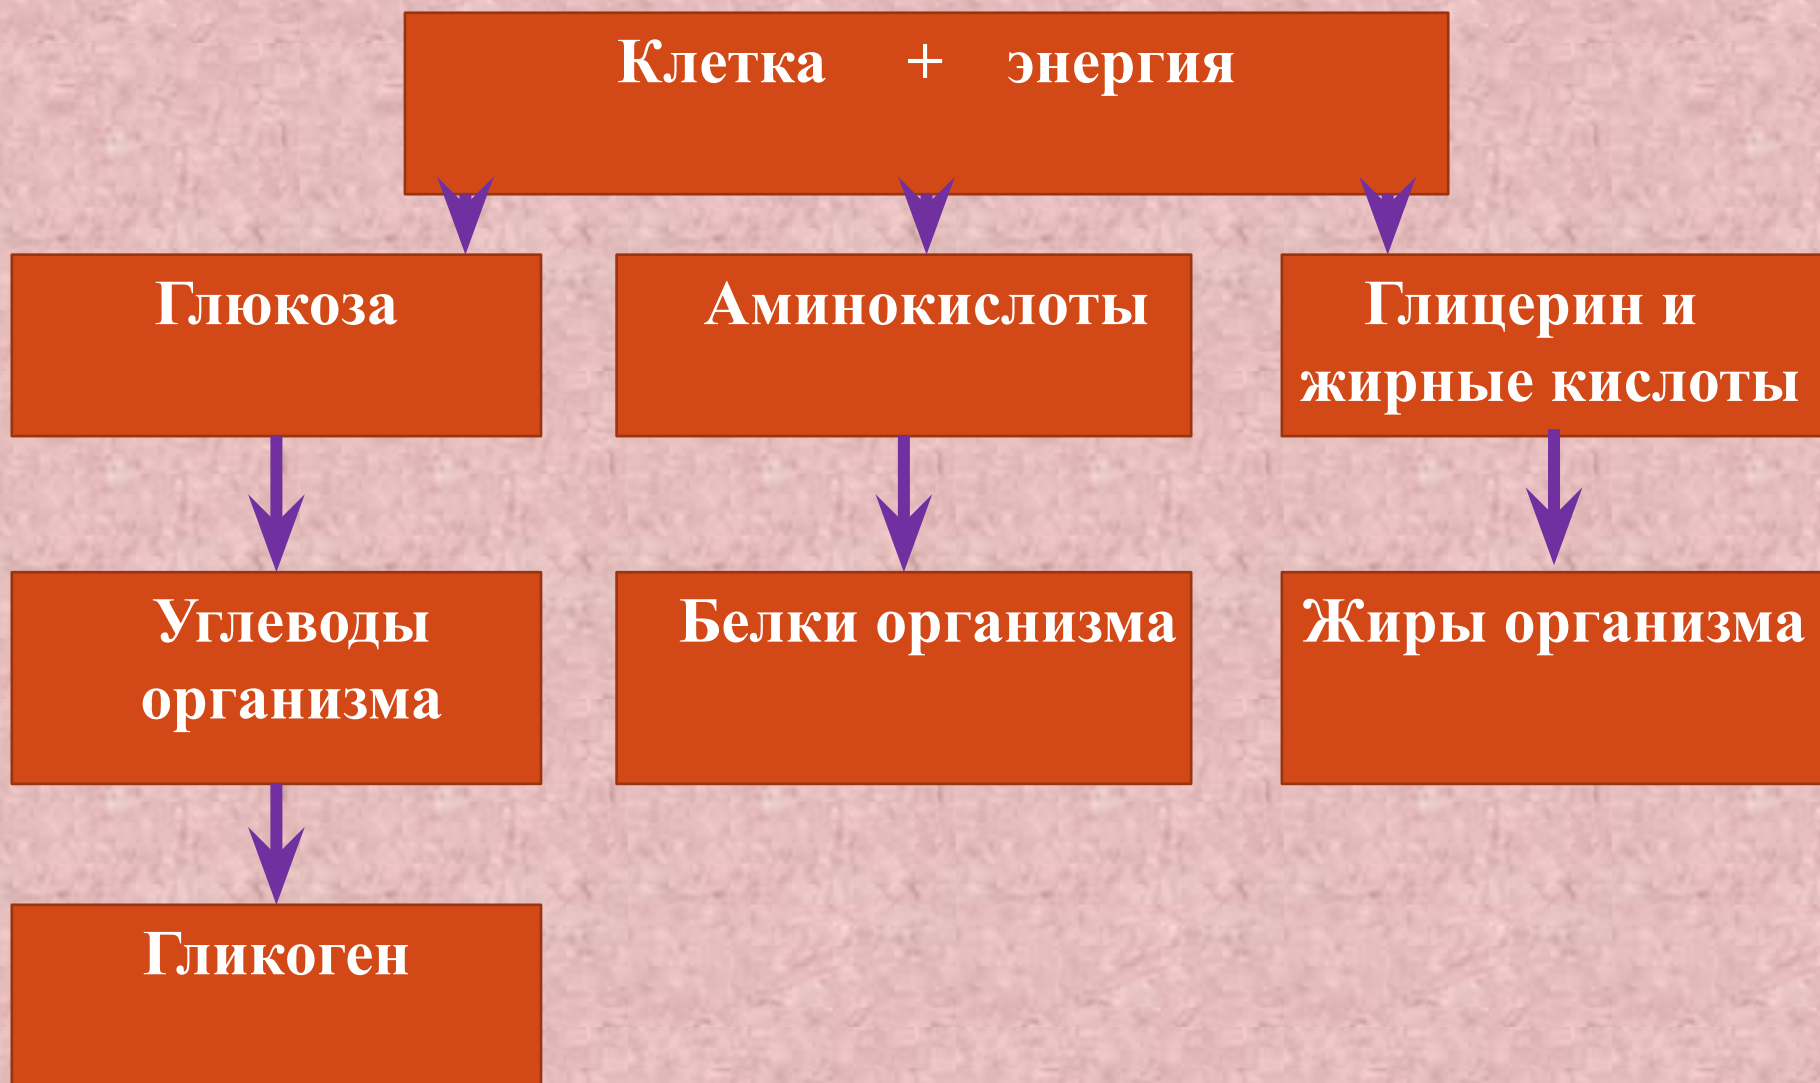 Клетка + энергия
Глюкоза
Аминокислоты
Глицерин и
жирные кислоты
Углеводы
организма
Белки организма
Жиры организма
Гликоген